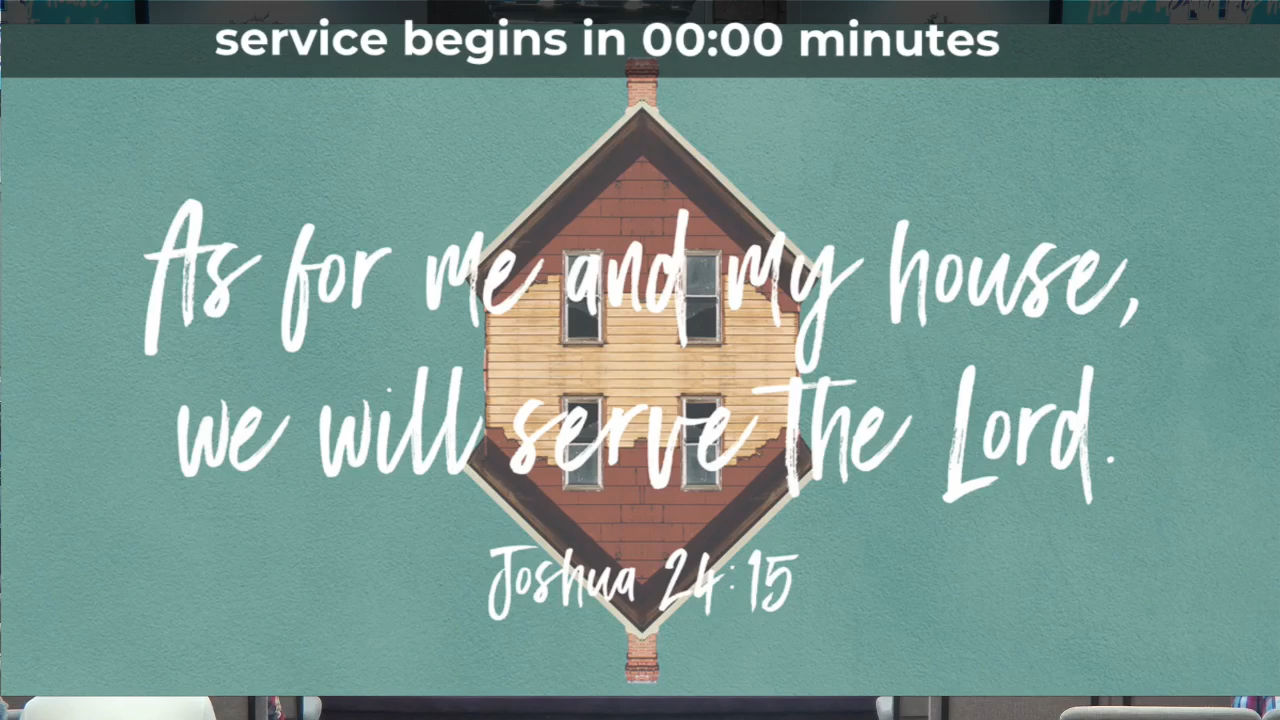 service begins in 00:00 minutes
As for me and my house,
we will serve the Lord.
Joshua 24:15